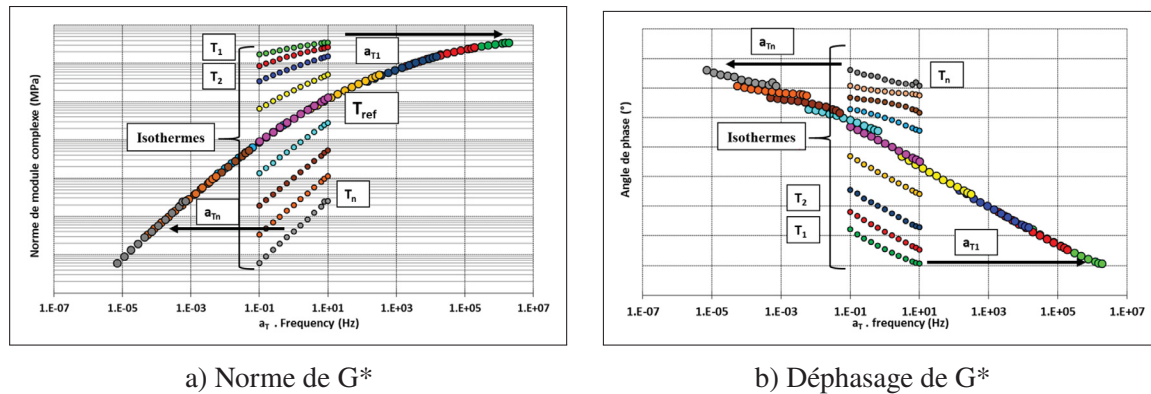 T1
T2
aT1
Tref
Isothermes
aTn
Tn
Norme de module complexe (MPa)
1.E-07 1.E-05 1.E-03 1.E-01 1.E+01 1.E+03 1.E+05 1.E+07
aT . Frequency (Hz)
a) Norme de G*
aTn
Tn
Isothermes
T2
T1
aT1
Angle de phase (°)
1.E-07 1.E-05 1.E-03 1.E-01 1.E+01 1.E+03 1.E+05 1.E+07
aT . frequency (Hz)
b) Déphasage de G*